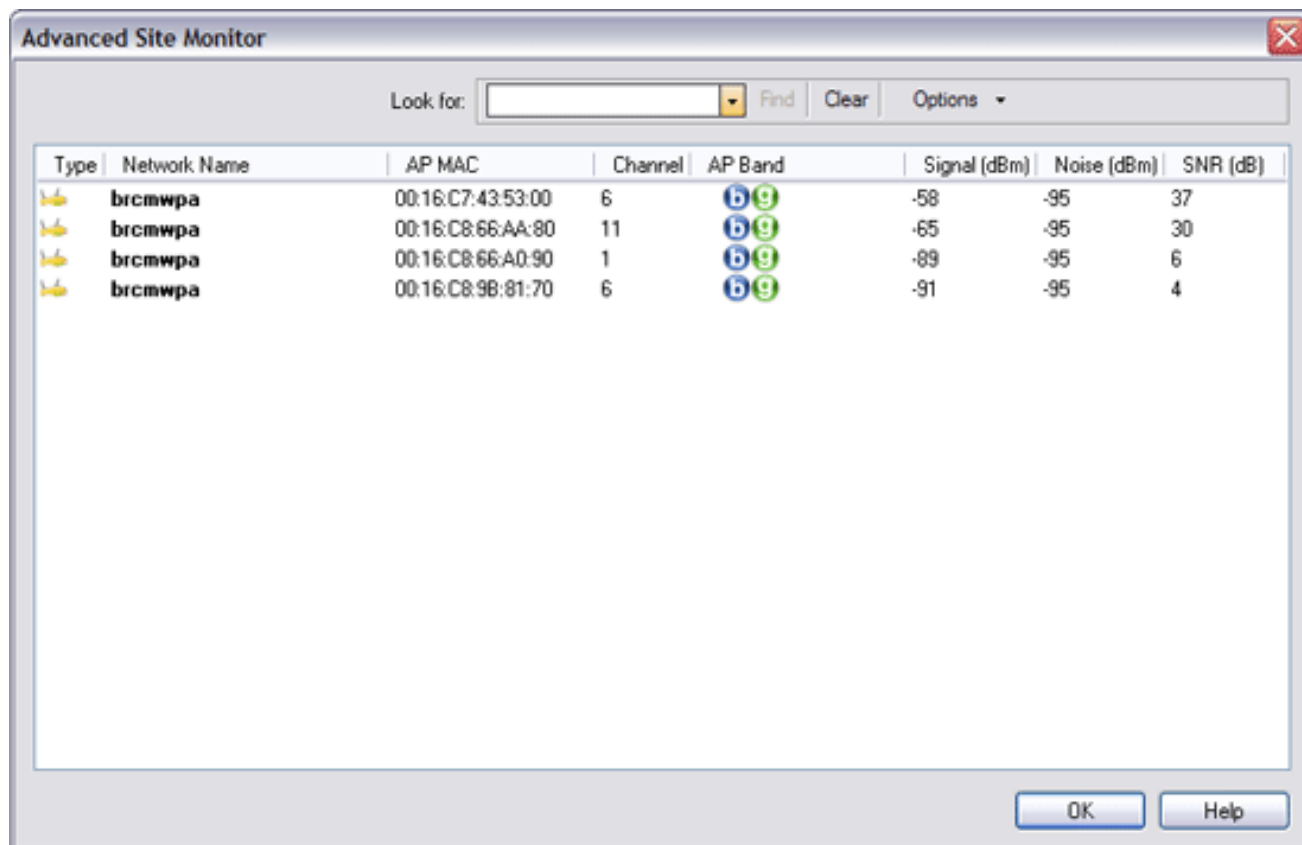 Advanced Site Monitor
Look for: Find Clear Options
Type Network Name AP MAC Channel AP Band Signal (dBm) Noise (dBm) SNR (dB)
brcmwpa 00:16:C7:43:53:00 6 b g -58 -95 37
brcmwpa 00:16:C8:66:AA:80 11 b g -65 -95 30
brcmwpa 00:16:C8:66:A0:90 1 b g -89 -95 6
brcmwpa 00:16:C8:9B:81:70 6 b g -91 -95 4
OK Help